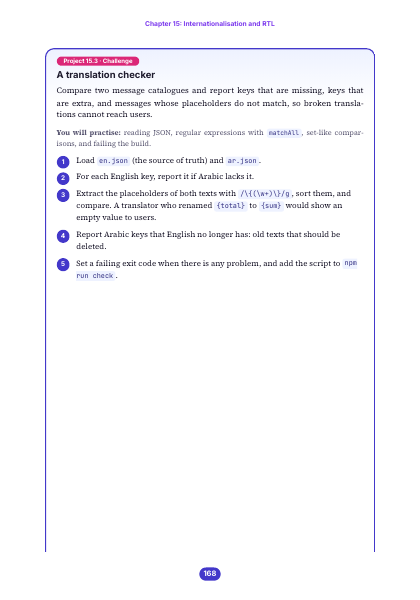 Chapter 15: Internationalisation and RTL
Project 15.3 · Challenge
A translation checker
Compare two message catalogues and report keys that are missing, keys that
are extra, and messages whose placeholders do not match, so broken transla-
tions cannot reach users.
You will practise: reading JSON, regular expressions with matchAll, set-like compar-
isons, and failing the build.
1 Load en.json (the source of truth) and ar.json.
2 For each English key, report it if Arabic lacks it.
3 Extract the placeholders of both texts with /\{(\w+)\}/g, sort them, and
compare. A translator who renamed {total} to {sum} would show an
empty value to users.
4 Report Arabic keys that English no longer has: old texts that should be
deleted.
5 Set a failing exit code when there is any problem, and add the script to npm
run check.
168